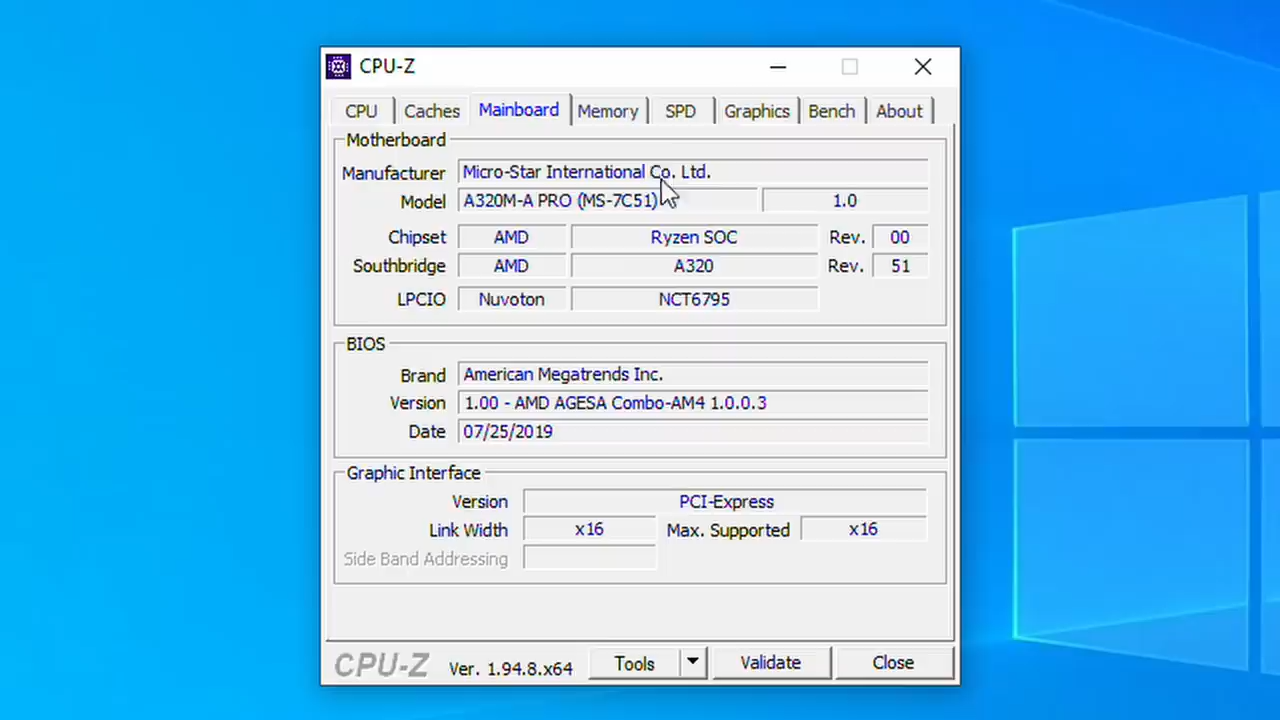 CPU-Z
CPU Caches Mainboard Memory SPD Graphics Bench About
Motherboard
Manufacturer Micro-Star International Co. Ltd.
Model A320M-A PRO (MS-7C51) 1.0
Chipset AMD Ryzen SOC Rev. 00
Southbridge AMD A320 Rev. 51
LPCIO Nuvoton NCT6795
BIOS
Brand American Megatrends Inc.
Version 1.00 - AMD AGESA Combo-AM4 1.0.0.3
Date 07/25/2019
Graphic Interface
Version PCI-Express
Link Width x16 Max. Supported x16
Side Band Addressing
CPU-Z Ver. 1.94.8.x64 Tools Validate Close